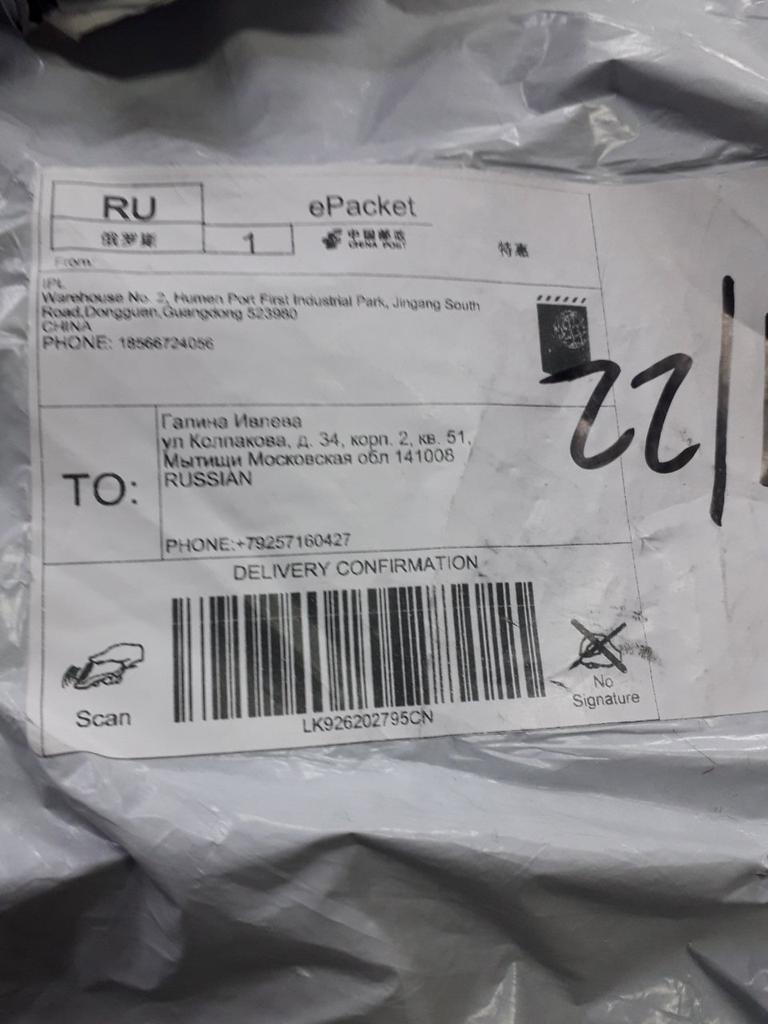 RU
ePacket
俄罗斯
1
中国邮政
CHINA POST
特惠
From:
IPL
Warehouse No. 2, Humen Port First Industrial Park, Jingang South
Road,Dongguan,Guangdong 523980
CHINA
PHONE: 18566724056
22/
TO:
Галина Ивлева
ул Колпакова, д. 34, корп. 2, кв. 51,
Мытищи Московская обл 141008
RUSSIAN
PHONE:+79257160427
DELIVERY CONFIRMATION
Scan
LK926202795CN
No
Signature